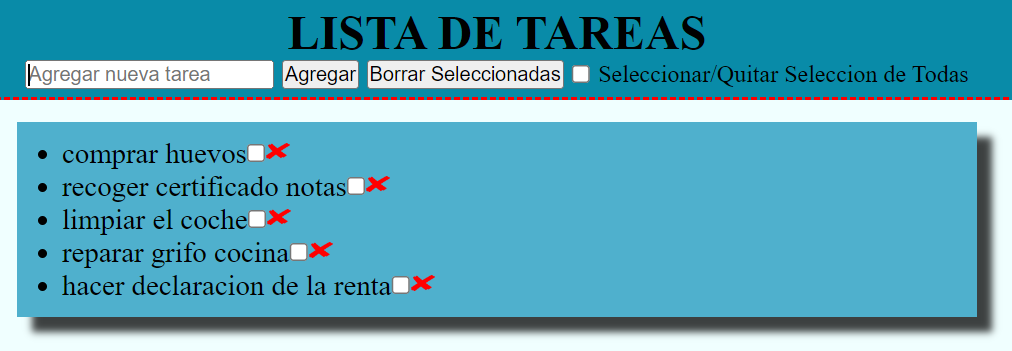 LISTA DE TAREAS
Agregar nueva tarea Agregar Borrar Seleccionadas Seleccionar/Quitar Seleccion de Todas
comprar huevos
recoger certificado notas
limpiar el coche
reparar grifo cocina
hacer declaracion de la renta